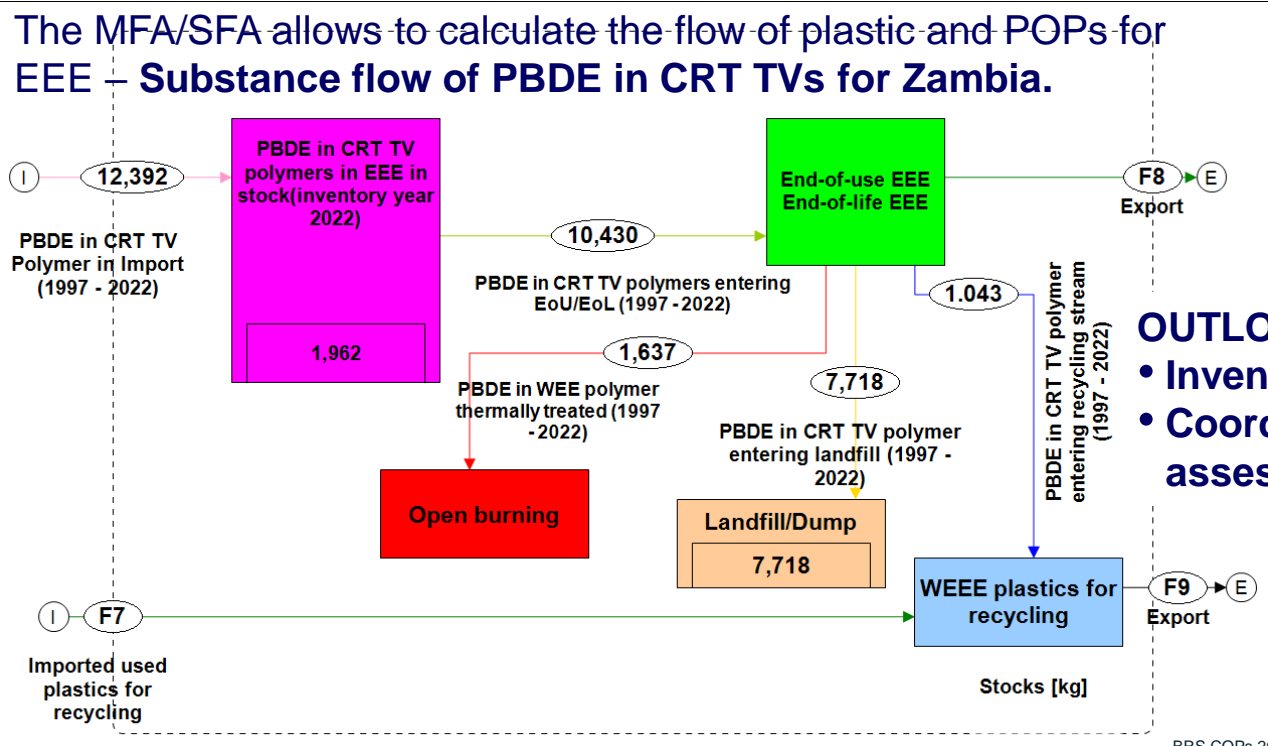 The MFA/SFA allows to calculate the flow of plastic and POPs for
EEE – Substance flow of PBDE in CRT TVs for Zambia.
I
12,392
PBDE in CRT TV
Polymer in Import
(1997 - 2022)
PBDE in CRT TV
polymers in EEE in
stock(inventory year
2022)
1,962
10,430
PBDE in CRT TV polymers entering
EoU/EoL (1997 - 2022)
End-of-use EEE
End-of-life EEE
F8
E
Export
1.043
PBDE in CRT TV polymer
entering recycling stream
(1997 - 2022)
1,637
PBDE in WEE polymer
thermally treated (1997
- 2022)
7,718
PBDE in CRT TV polymer
entering landfill (1997 -
2022)
OUTLO
• Inven
• Coord
asses
Open burning
Landfill/Dump
7,718
WEEE plastics for
recycling
F9
E
Export
I
F7
Imported used
plastics for
recycling
Stocks [kg]